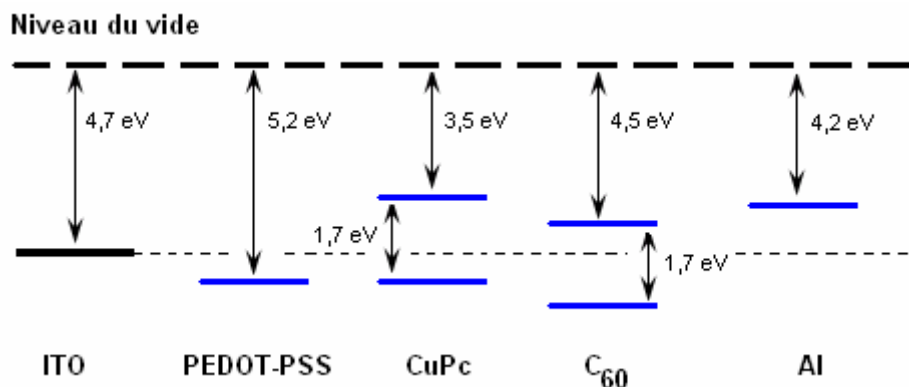 Niveau du vide
4,7 eV
5,2 eV
3,5 eV
4,5 eV
4,2 eV
1,7 eV
1,7 eV
ITO PEDOT-PSS CuPc C60 Al